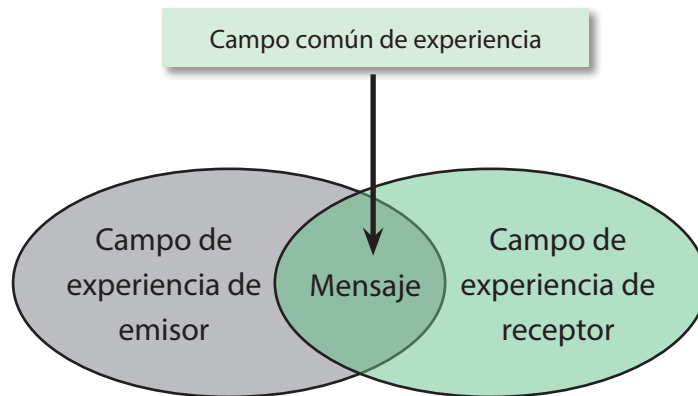 Campo común de experiencia
Campo de
experiencia de
emisor
Mensaje
Campo de
experiencia de
receptor